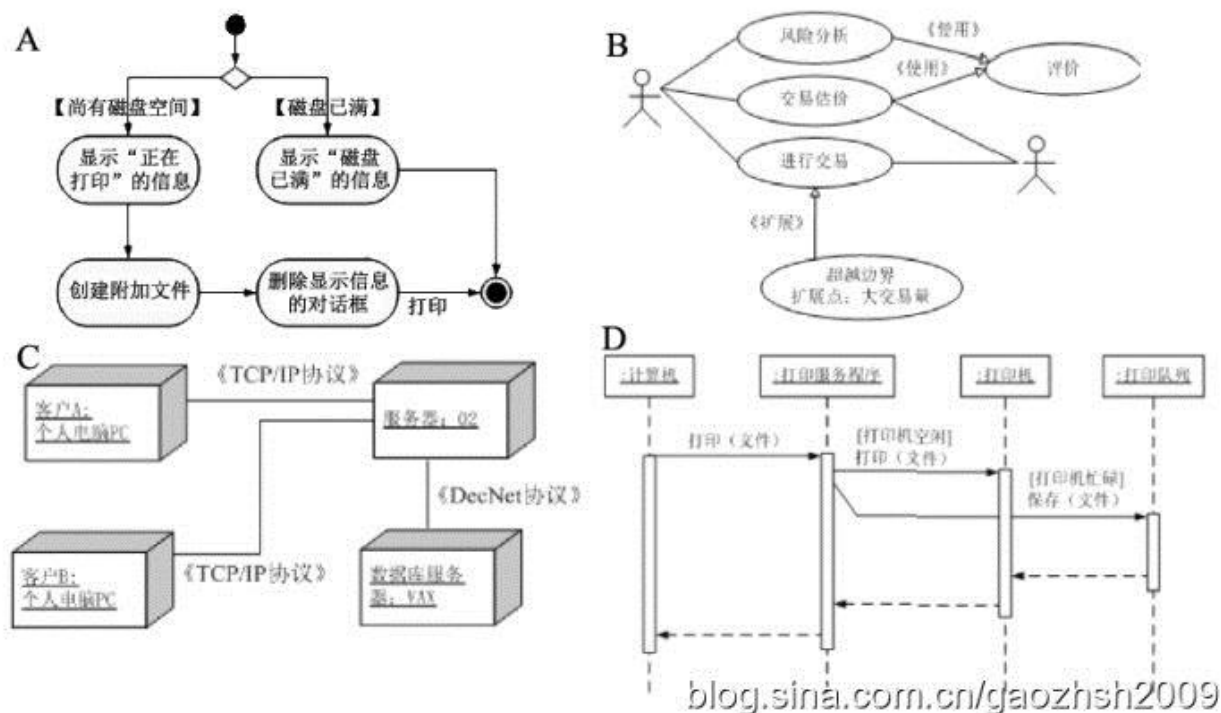 A
【尚有磁盘空间】
【磁盘已满】
显示“正在
打印”的信息
显示“磁盘
已满”的信息
创建附加文件
删除显示信息
的对话框
打印
B
风险分析
《使用》
《使用》
评价
交易估价
进行交易
《扩展》
超越边界
扩展点：大交易量
C
《TCP/IP协议》
客户A：
个人电脑PC
服务器：O2
《DecNet协议》
客户B：
个人电脑PC
《TCP/IP协议》
数据库服务
器：VAX
D
:计算机
:打印服务程序
:打印机
:打印队列
打印（文件）
[打印机空闲]
打印（文件）
[打印机忙碌]
保存（文件）
blog.sina.com.cn/gaozhsh2009